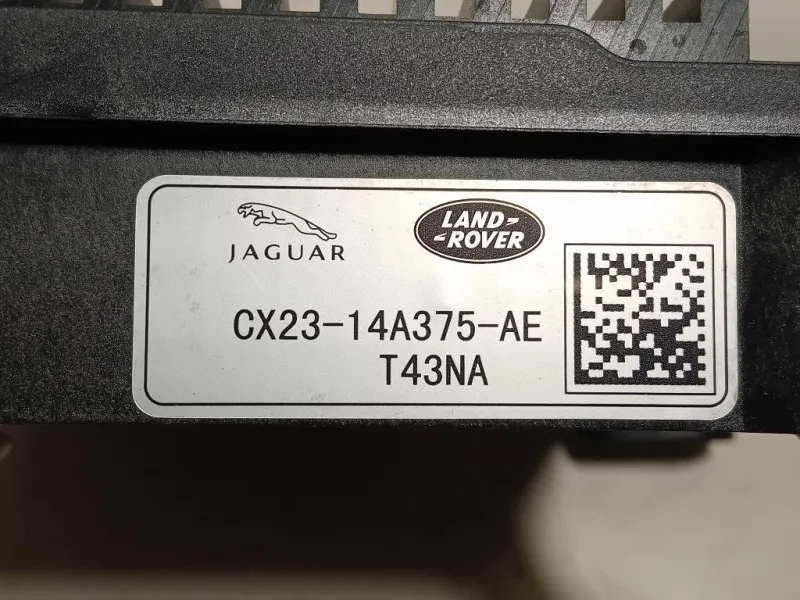 JAGUAR
LAND-
-ROVER
CX23-14A375-AE
T43NA